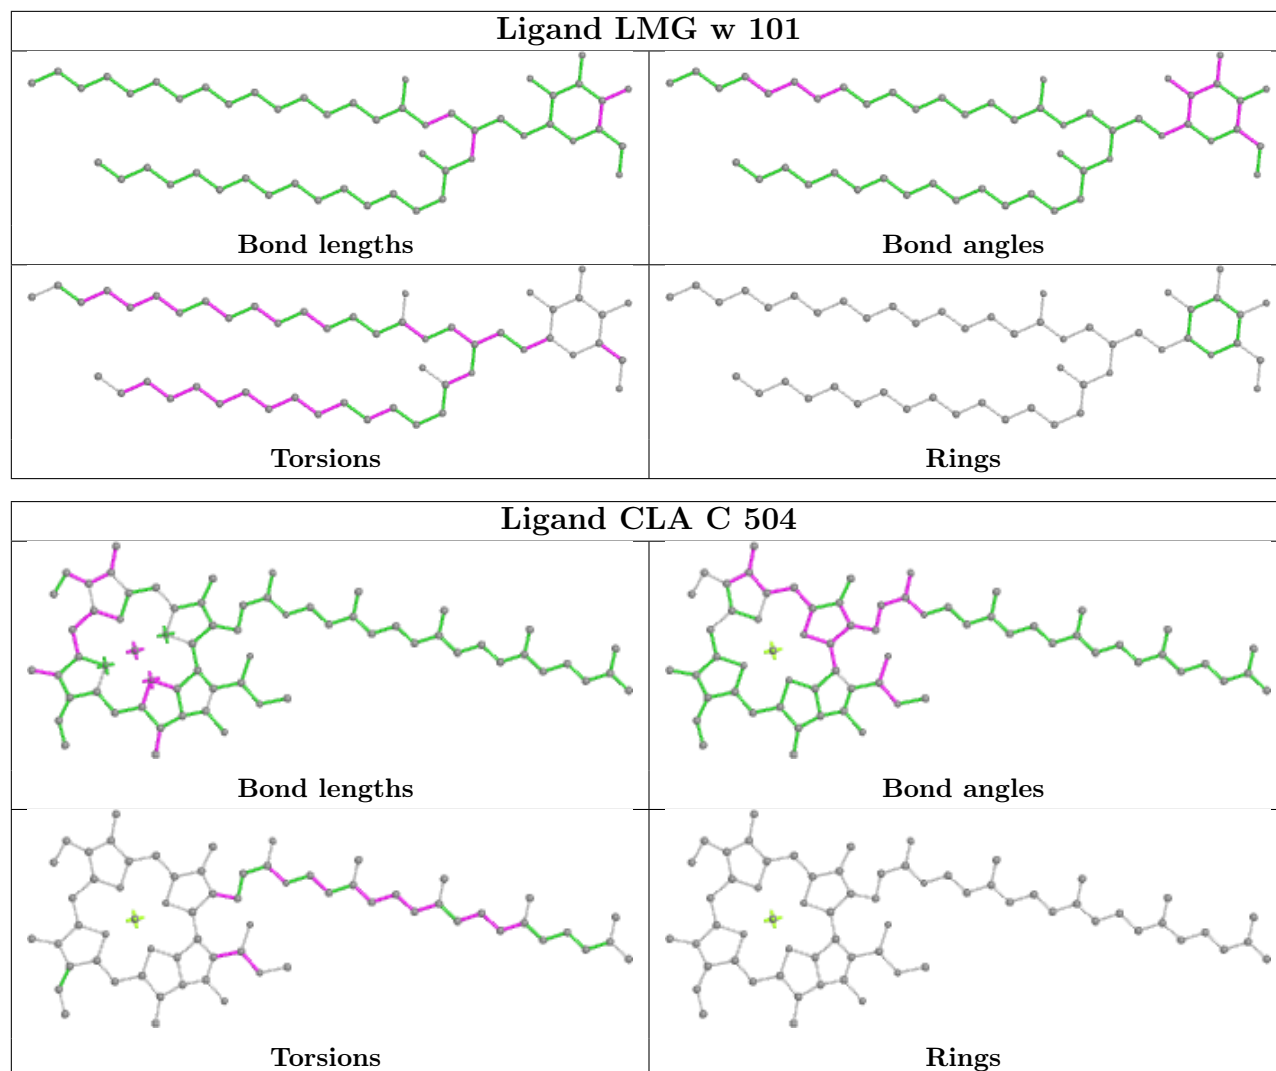 Ligand LMG w 101
Bond lengths
Bond angles
Torsions
Rings
Ligand CLA C 504
Bond lengths
Bond angles
Torsions
Rings